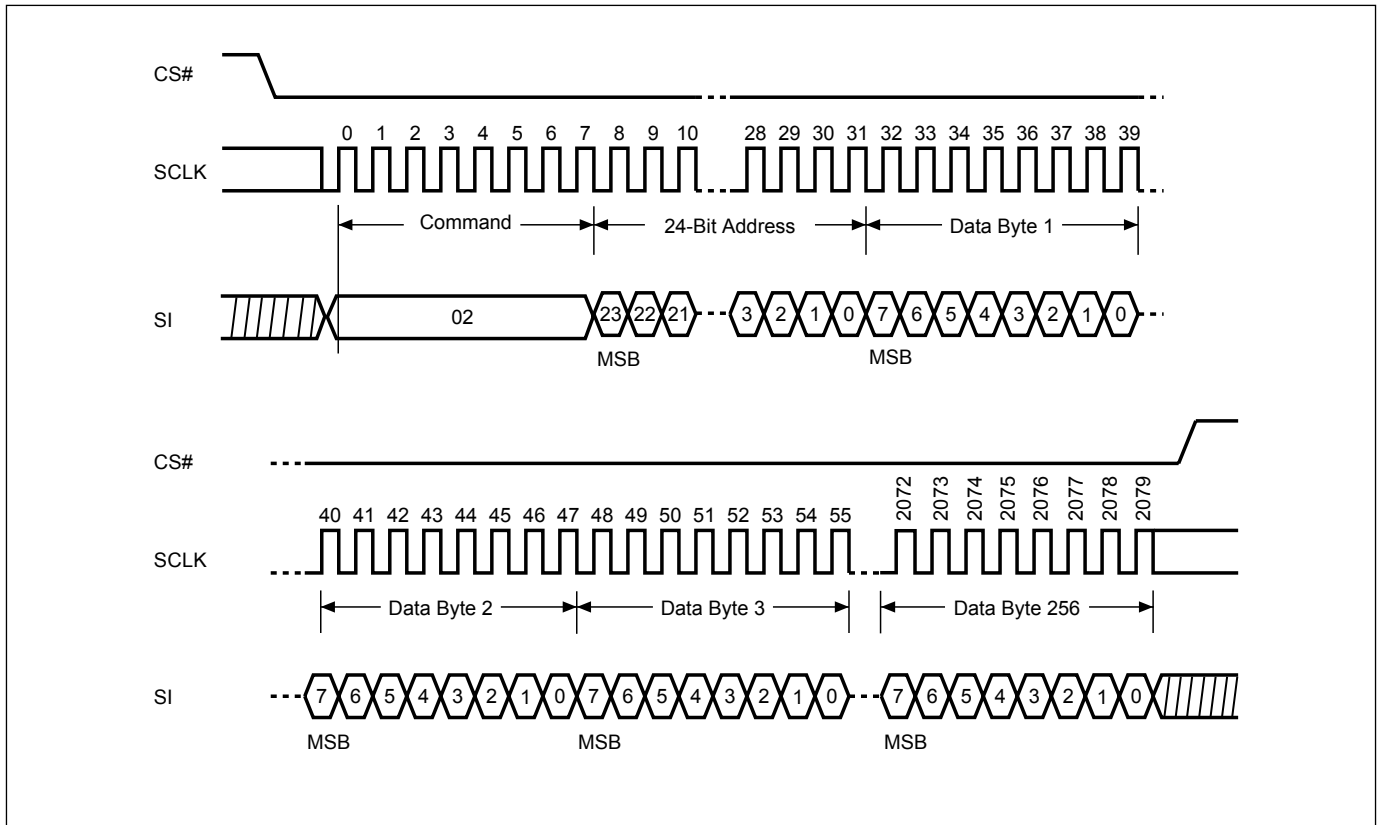 CS#
0 1 2 3 4 5 6 7 8 9 10 28 29 30 31 32 33 34 35 36 37 38 39
SCLK
Command 24-Bit Address Data Byte 1
SI 02 23 22 21 3 2 1 0 7 6 5 4 3 2 1 0
MSB MSB
CS#
40 41 42 43 44 45 46 47 48 49 50 51 52 53 54 55 2072 2073 2074 2075 2076 2077 2078 2079
SCLK
Data Byte 2 Data Byte 3 Data Byte 256
SI 7 6 5 4 3 2 1 0 7 6 5 4 3 2 1 0 7 6 5 4 3 2 1 0
MSB MSB MSB